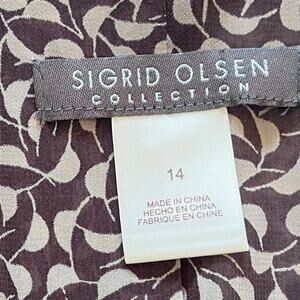 SIGRID OLSEN
COLLECTION
14
MADE IN CHINA
HECHO EN CHINA
FABRIQUE EN CHINE